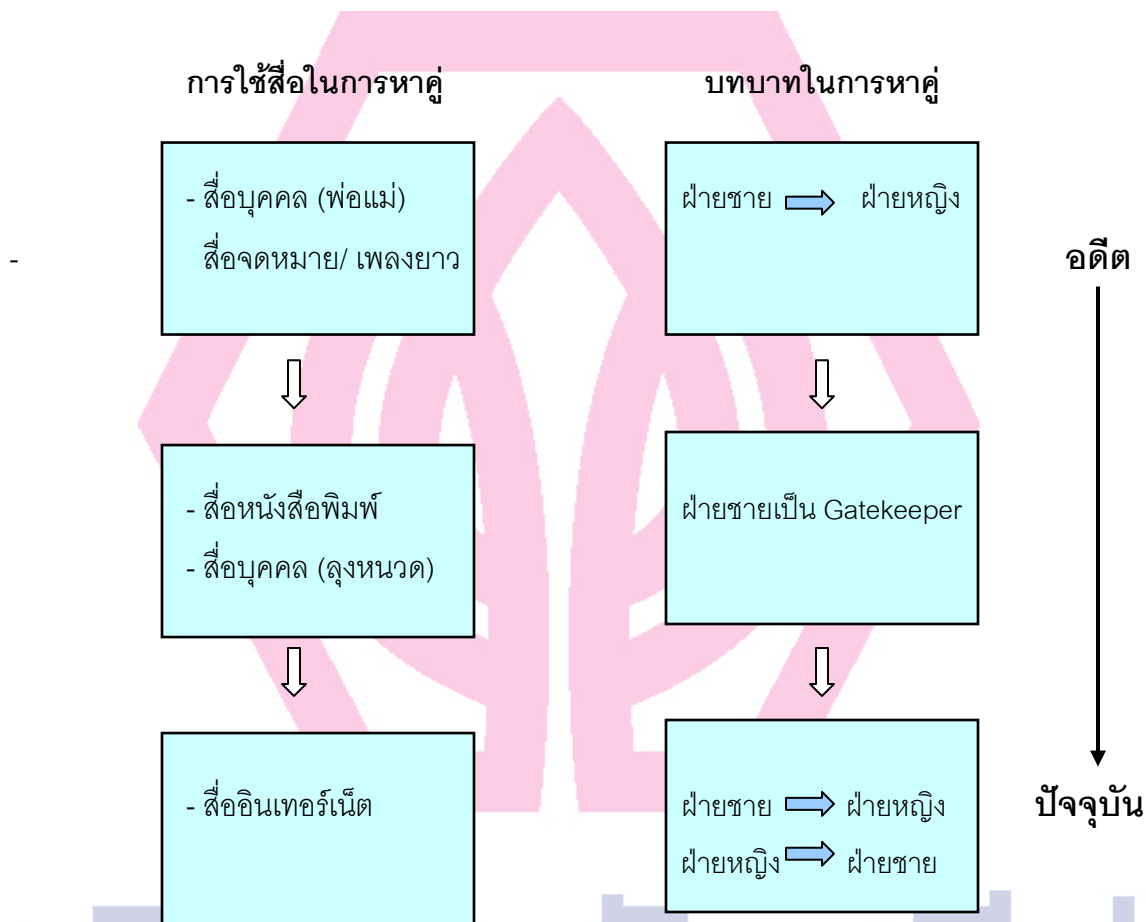 การใช้สื่อในการหาคู่
บทบาทในการหาคู่
- สื่อบุคคล (พ่อแม่)
สื่อจดหมาย/ เพลงยาว
ฝ่ายชาย ฝ่ายหญิง
-
อดีต
- สื่อหนังสือพิมพ์
- สื่อบุคคล (ลุงหนวด)
ฝ่ายชายเป็น Gatekeeper
- สื่ออินเทอร์เน็ต
ฝ่ายชาย ฝ่ายหญิง
ฝ่ายหญิง ฝ่ายชาย
ปัจจุบัน